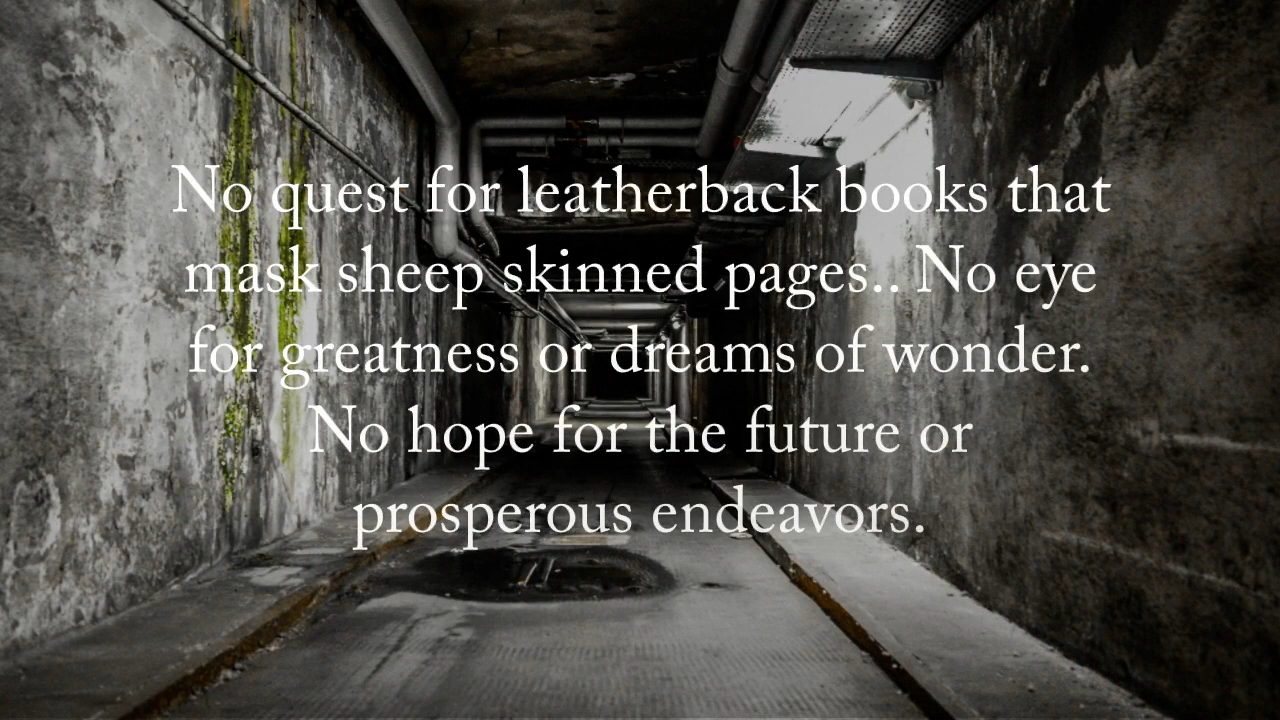 No quest for leatherback books that
mask sheep skinned pages.. No eye
for greatness or dreams of wonder.
No hope for the future or
prosperous endeavors.